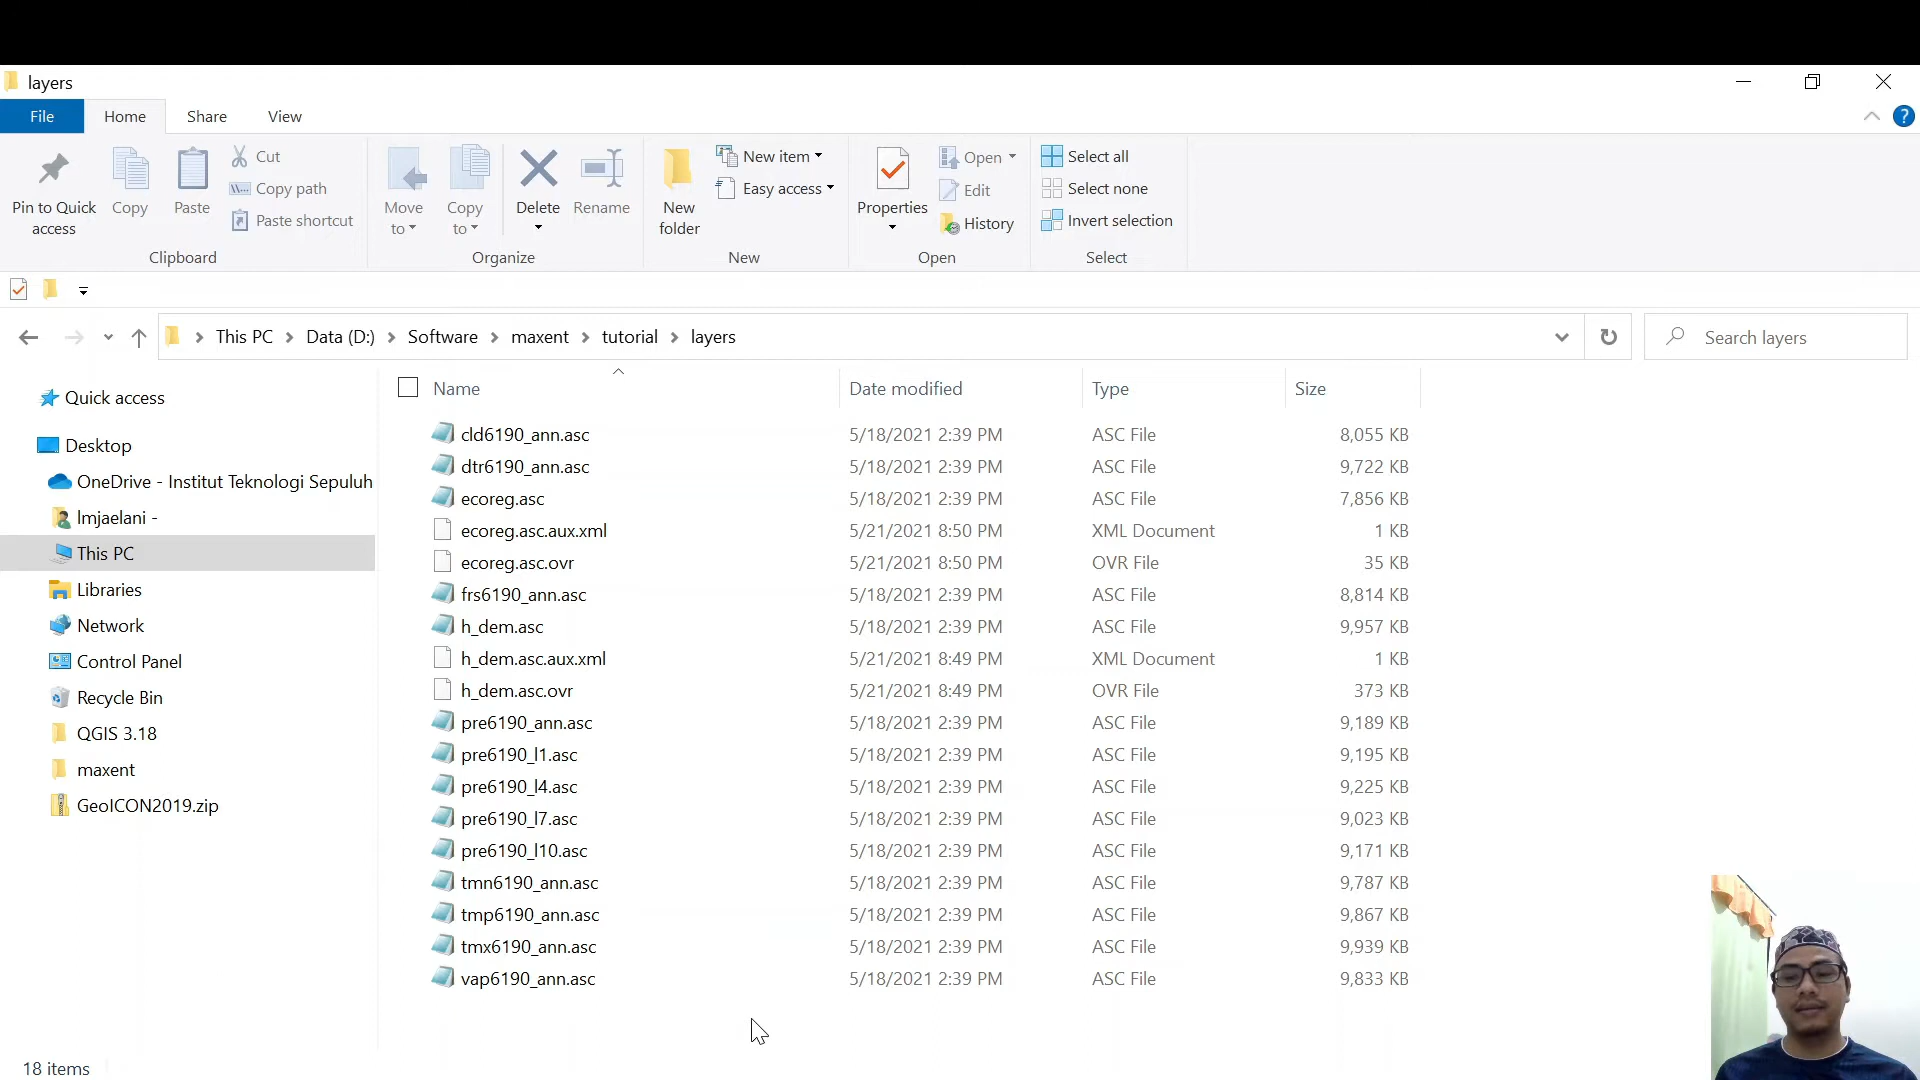 layers
File Home Share View
Pin to Quick access
Copy
Paste
Cut
Copy path
Paste shortcut
Clipboard
Move to
Copy to
Delete
Rename
Organize
New folder
New item
Easy access
New
Properties
Open
Edit
History
Open
Select all
Select none
Invert selection
Select
This PC > Data (D:) > Software > maxent > tutorial > layers
Search layers
Quick access
Desktop
OneDrive - Institut Teknologi Sepuluh
lmjaelani -
This PC
Libraries
Network
Control Panel
Recycle Bin
QGIS 3.18
maxent
GeoICON2019.zip
Name Date modified Type Size
cld6190_ann.asc 5/18/2021 2:39 PM ASC File 8,055 KB
dtr6190_ann.asc 5/18/2021 2:39 PM ASC File 9,722 KB
ecoreg.asc 5/18/2021 2:39 PM ASC File 7,856 KB
ecoreg.asc.aux.xml 5/21/2021 8:50 PM XML Document 1 KB
ecoreg.asc.ovr 5/21/2021 8:50 PM OVR File 35 KB
frs6190_ann.asc 5/18/2021 2:39 PM ASC File 8,814 KB
h_dem.asc 5/18/2021 2:39 PM ASC File 9,957 KB
h_dem.asc.aux.xml 5/21/2021 8:49 PM XML Document 1 KB
h_dem.asc.ovr 5/21/2021 8:49 PM OVR File 373 KB
pre6190_ann.asc 5/18/2021 2:39 PM ASC File 9,189 KB
pre6190_l1.asc 5/18/2021 2:39 PM ASC File 9,195 KB
pre6190_l4.asc 5/18/2021 2:39 PM ASC File 9,225 KB
pre6190_l7.asc 5/18/2021 2:39 PM ASC File 9,023 KB
pre6190_l10.asc 5/18/2021 2:39 PM ASC File 9,171 KB
tmn6190_ann.asc 5/18/2021 2:39 PM ASC File 9,787 KB
tmp6190_ann.asc 5/18/2021 2:39 PM ASC File 9,867 KB
tmx6190_ann.asc 5/18/2021 2:39 PM ASC File 9,939 KB
vap6190_ann.asc 5/18/2021 2:39 PM ASC File 9,833 KB
18 items